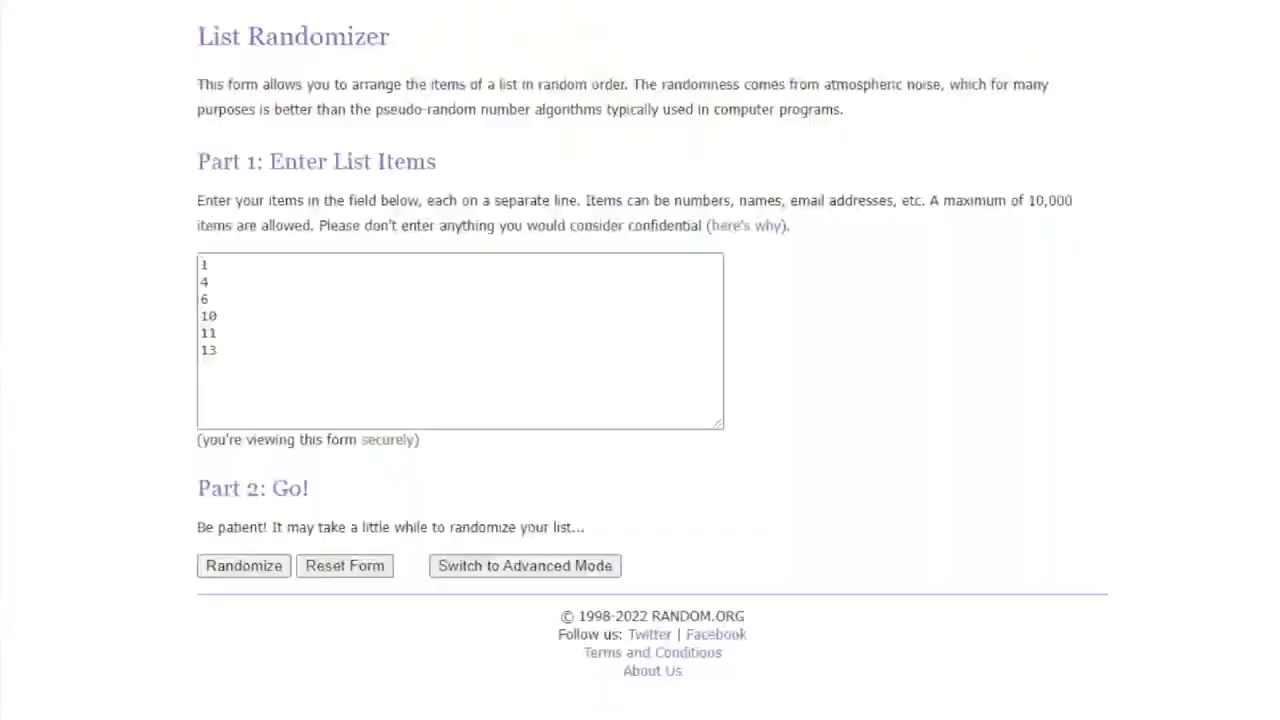 List Randomizer
This form allows you to arrange the items of a list in random order. The randomness comes from atmospheric noise, which for many
purposes is better than the pseudo-random number algorithms typically used in computer programs.
Part 1: Enter List Items
Enter your items in the field below, each on a separate line. Items can be numbers, names, email addresses, etc. A maximum of 10,000
items are allowed. Please don't enter anything you would consider confidential (here's why).
1
4
6
10
11
13
(you're viewing this form securely)
Part 2: Go!
Be patient! It may take a little while to randomize your list...
Randomize Reset Form Switch to Advanced Mode
© 1998-2022 RANDOM.ORG
Follow us: Twitter | Facebook
Terms and Conditions
About Us